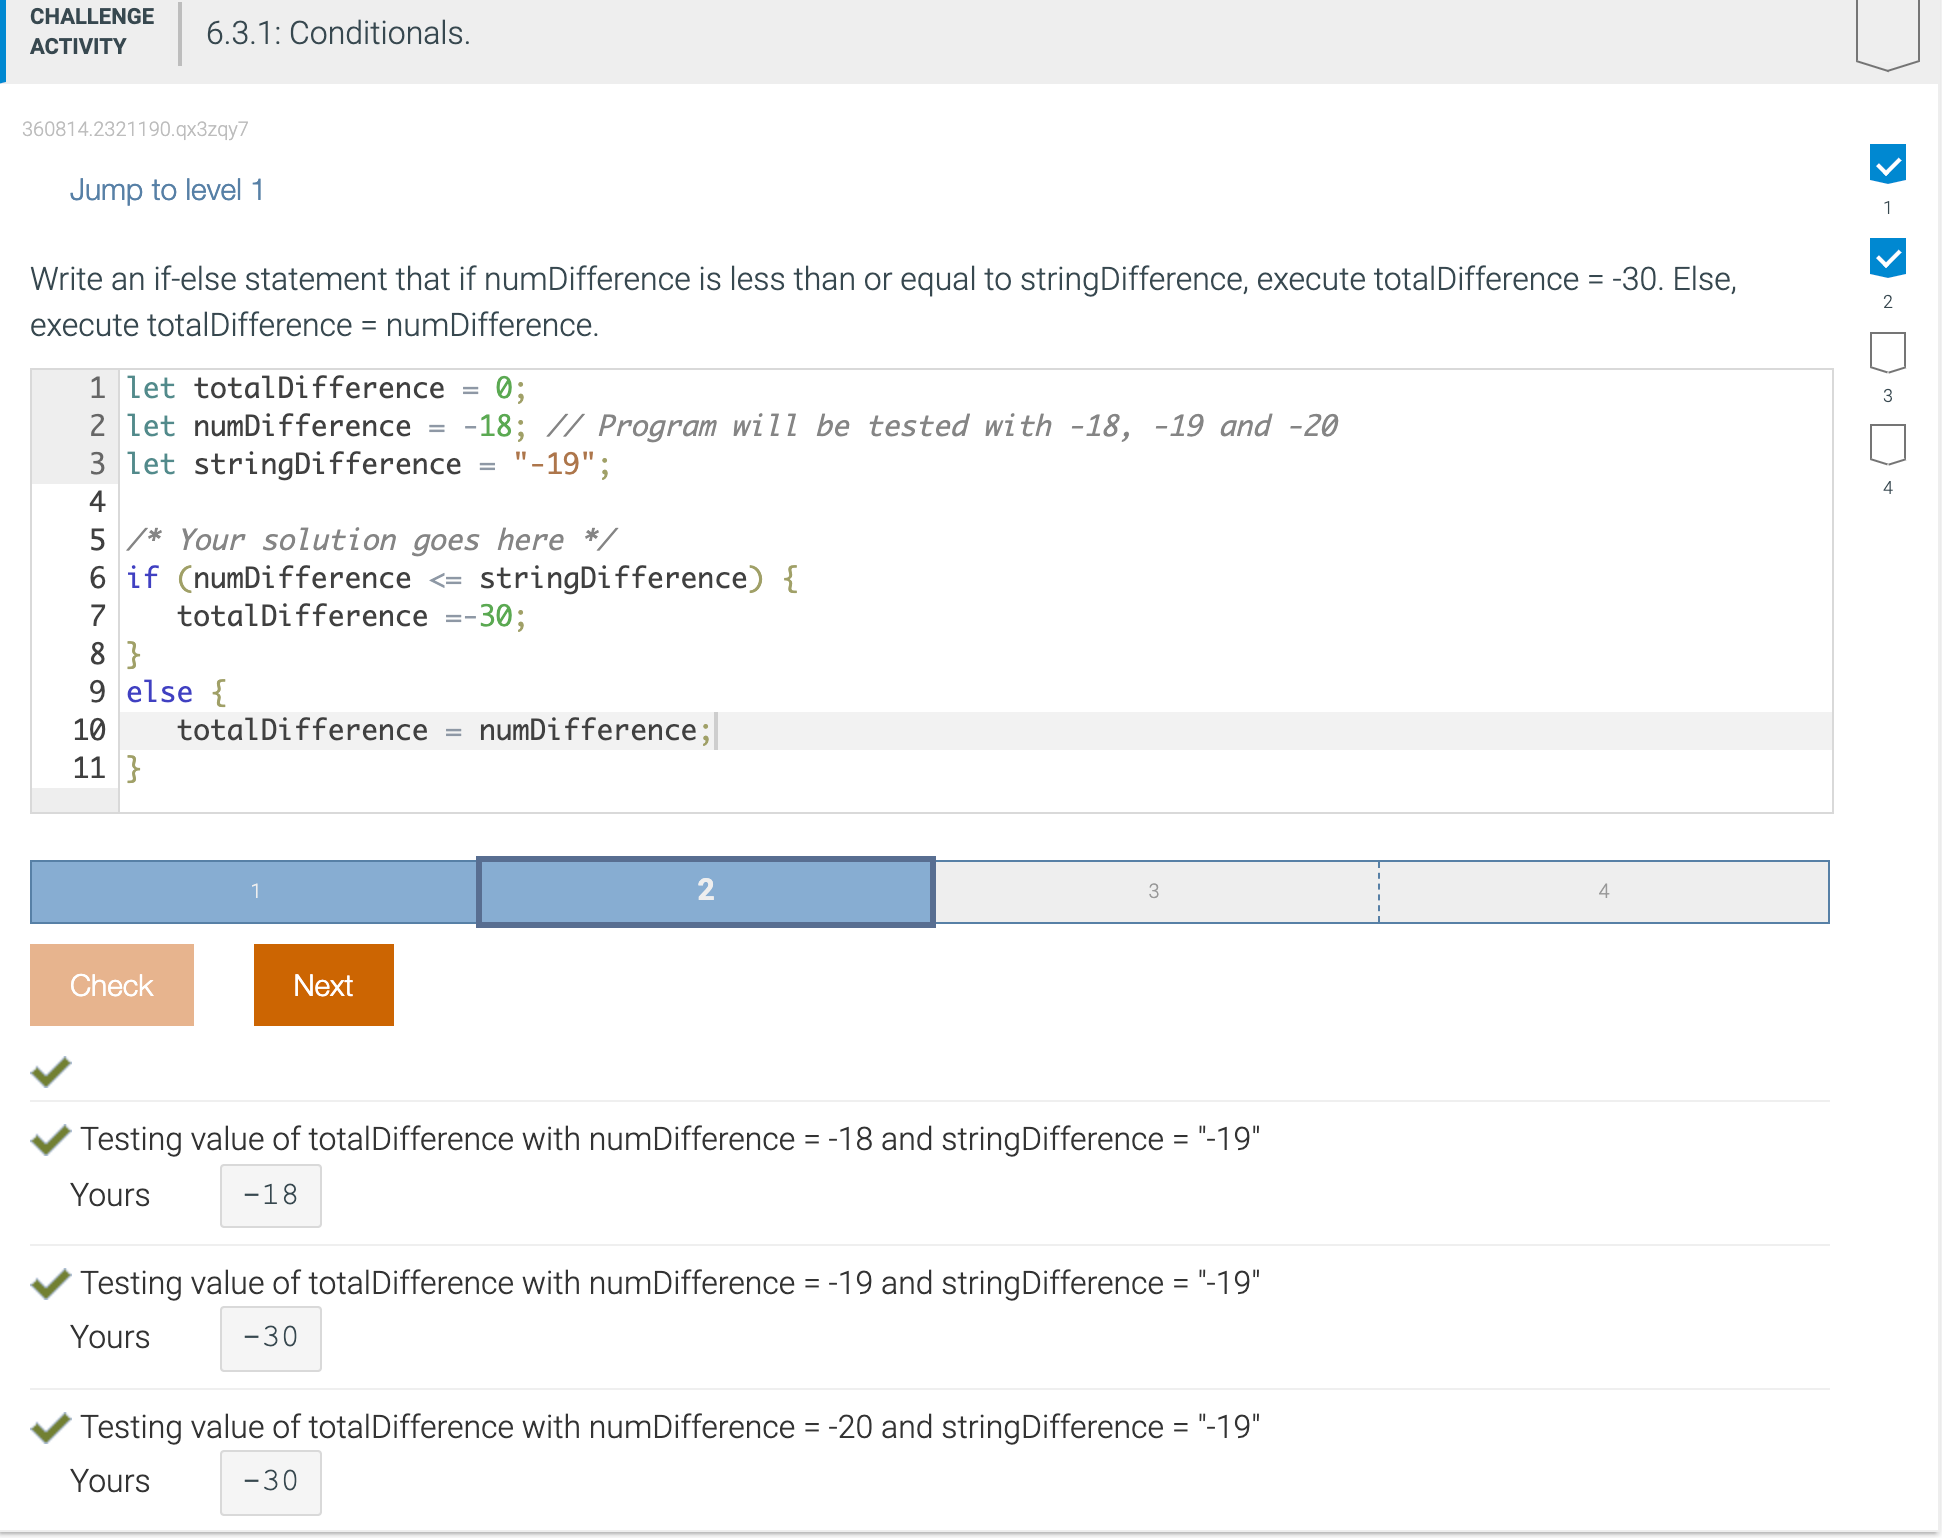 CHALLENGE
ACTIVITY
6.3.1: Conditionals.
360814.2321190.qx3zqy7
Jump to level 1
1
2
3
4
Write an if-else statement that if numDifference is less than or equal to stringDifference, execute totalDifference = -30. Else,
execute totalDifference = numDifference.
1 let totalDifference = 0;
2 let numDifference = -18; // Program will be tested with -18, -19 and -20
3 let stringDifference = "-19";
4
5 /* Your solution goes here */
6 if (numDifference <= stringDifference) {
7    totalDifference =-30;
8 }
9 else {
10    totalDifference = numDifference;
11 }
1 2 3 4
Check Next
Testing value of totalDifference with numDifference = -18 and stringDifference = "-19"
Yours -18
Testing value of totalDifference with numDifference = -19 and stringDifference = "-19"
Yours -30
Testing value of totalDifference with numDifference = -20 and stringDifference = "-19"
Yours -30